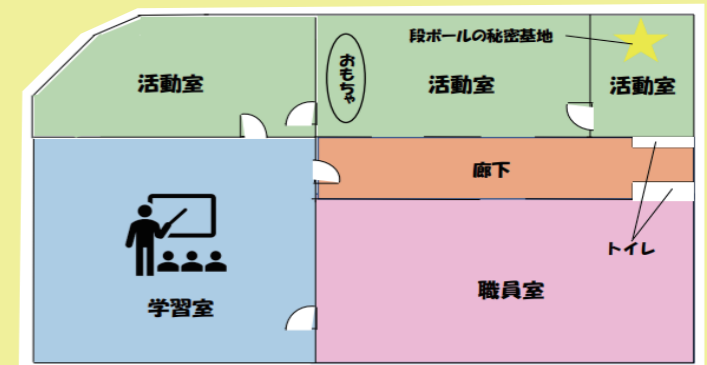 段ボールの秘密基地
活動室
おもちゃ
活動室
活動室
廊下
トイレ
学習室
職員室